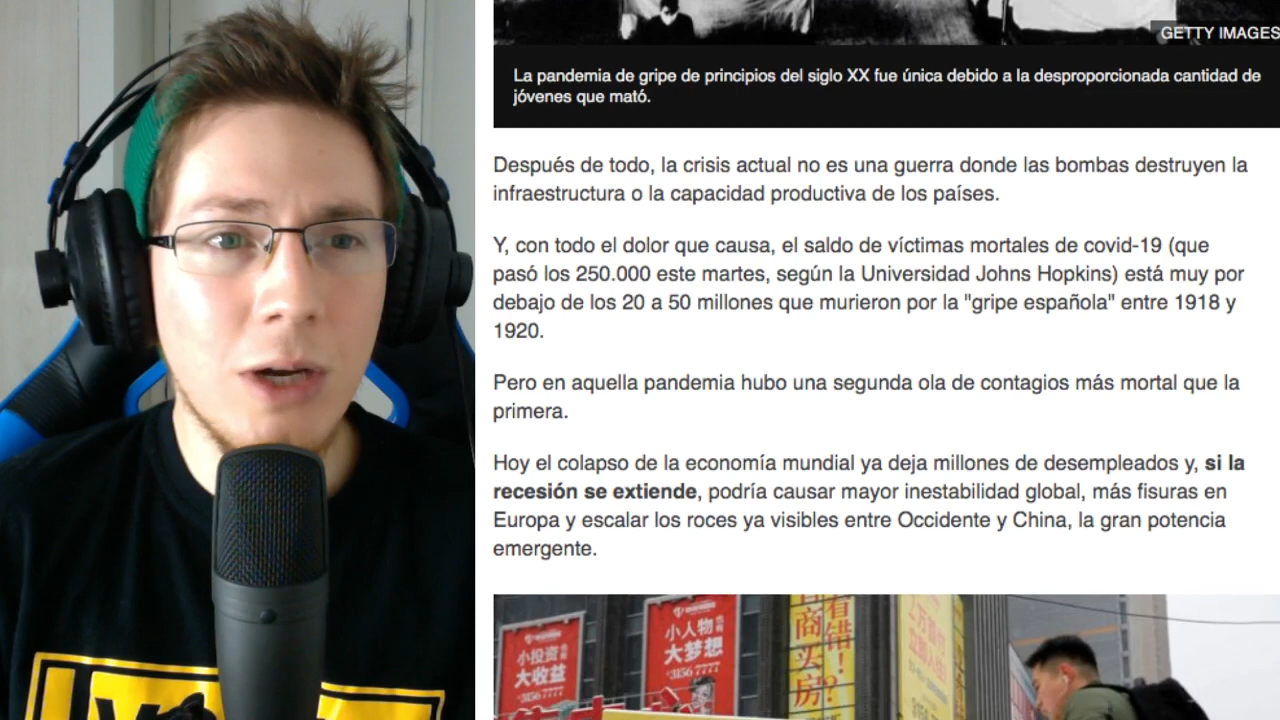 GETTY IMAGES
La pandemia de gripe de principios del siglo XX fue única debido a la desproporcionada cantidad de
jóvenes que mató.
Después de todo, la crisis actual no es una guerra donde las bombas destruyen la
infraestructura o la capacidad productiva de los países.
Y, con todo el dolor que causa, el saldo de víctimas mortales de covid-19 (que
pasó los 250.000 este martes, según la Universidad Johns Hopkins) está muy por
debajo de los 20 a 50 millones que murieron por la "gripe española" entre 1918 y
1920.
Pero en aquella pandemia hubo una segunda ola de contagios más mortal que la
primera.
Hoy el colapso de la economía mundial ya deja millones de desempleados y, si la
recesión se extiende, podría causar mayor inestabilidad global, más fisuras en
Europa y escalar los roces ya visibles entre Occidente y China, la gran potencia
emergente.
小投资
大收益
小人物
大梦想
看错!
商头房?